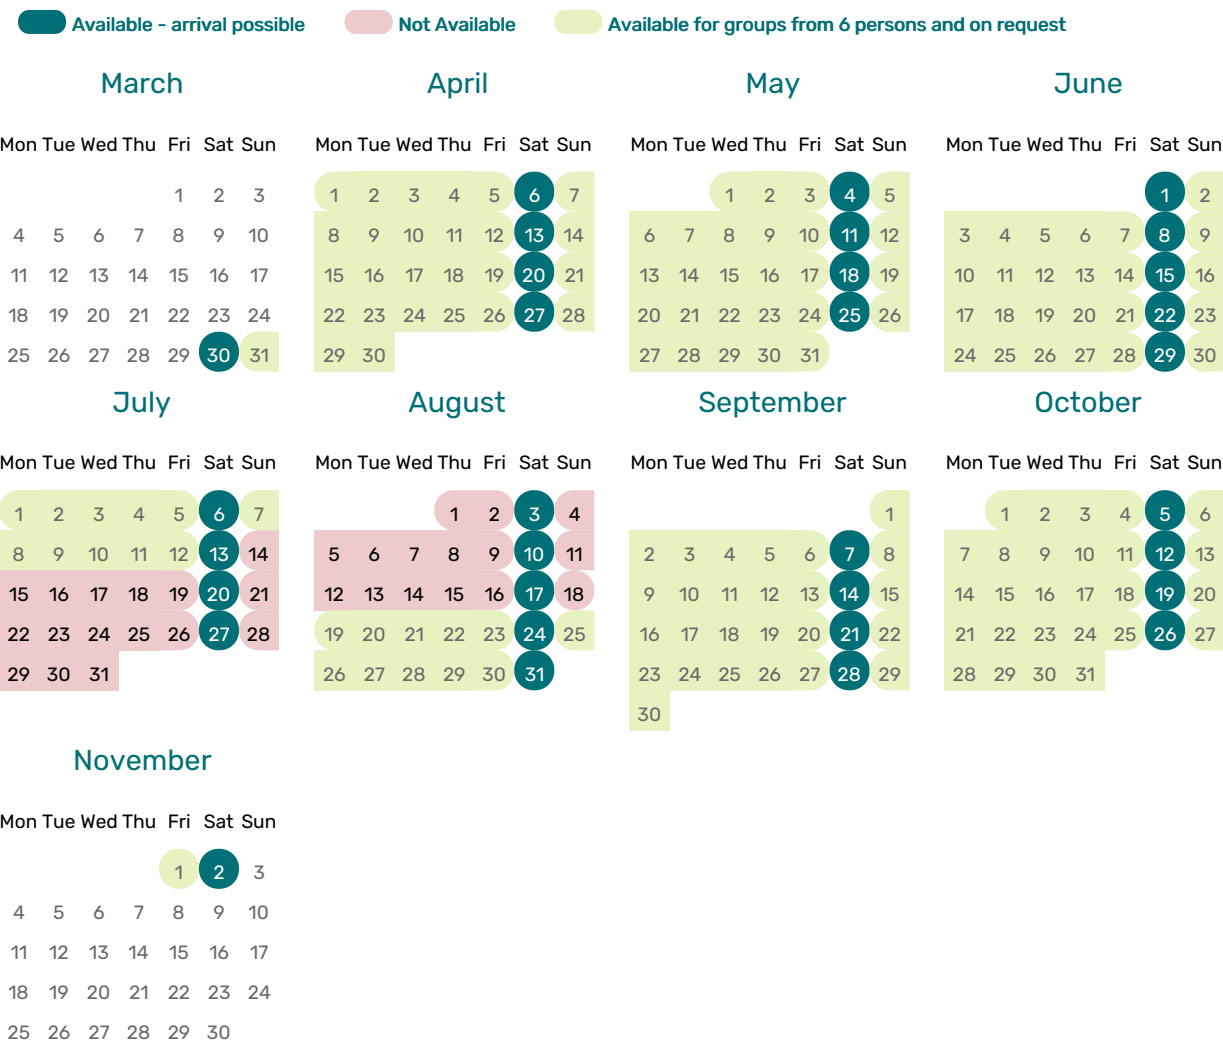 Available - arrival possible Not Available Available for groups from 6 persons and on request
March April May June
Mon Tue Wed Thu Fri Sat Sun Mon Tue Wed Thu Fri Sat Sun Mon Tue Wed Thu Fri Sat Sun Mon Tue Wed Thu Fri Sat Sun
1 2 3 1 2 3 4 5 6 7 1 2 3 4 5 1 2
4 5 6 7 8 9 10 8 9 10 11 12 13 14 6 7 8 9 10 11 12 3 4 5 6 7 8 9
11 12 13 14 15 16 17 15 16 17 18 19 20 21 13 14 15 16 17 18 19 10 11 12 13 14 15 16
18 19 20 21 22 23 24 22 23 24 25 26 27 28 20 21 22 23 24 25 26 17 18 19 20 21 22 23
25 26 27 28 29 30 31 29 30 27 28 29 30 31 24 25 26 27 28 29 30
July August September October
Mon Tue Wed Thu Fri Sat Sun Mon Tue Wed Thu Fri Sat Sun Mon Tue Wed Thu Fri Sat Sun Mon Tue Wed Thu Fri Sat Sun
1 2 3 4 5 6 7 1 2 3 4 1 1 2 3 4 5 6
8 9 10 11 12 13 14 5 6 7 8 9 10 11 2 3 4 5 6 7 8 7 8 9 10 11 12 13
15 16 17 18 19 20 21 12 13 14 15 16 17 18 9 10 11 12 13 14 15 14 15 16 17 18 19 20
22 23 24 25 26 27 28 19 20 21 22 23 24 25 16 17 18 19 20 21 22 21 22 23 24 25 26 27
29 30 31 26 27 28 29 30 31 23 24 25 26 27 28 29 28 29 30 31
30
November
Mon Tue Wed Thu Fri Sat Sun
1 2 3
4 5 6 7 8 9 10
11 12 13 14 15 16 17
18 19 20 21 22 23 24
25 26 27 28 29 30